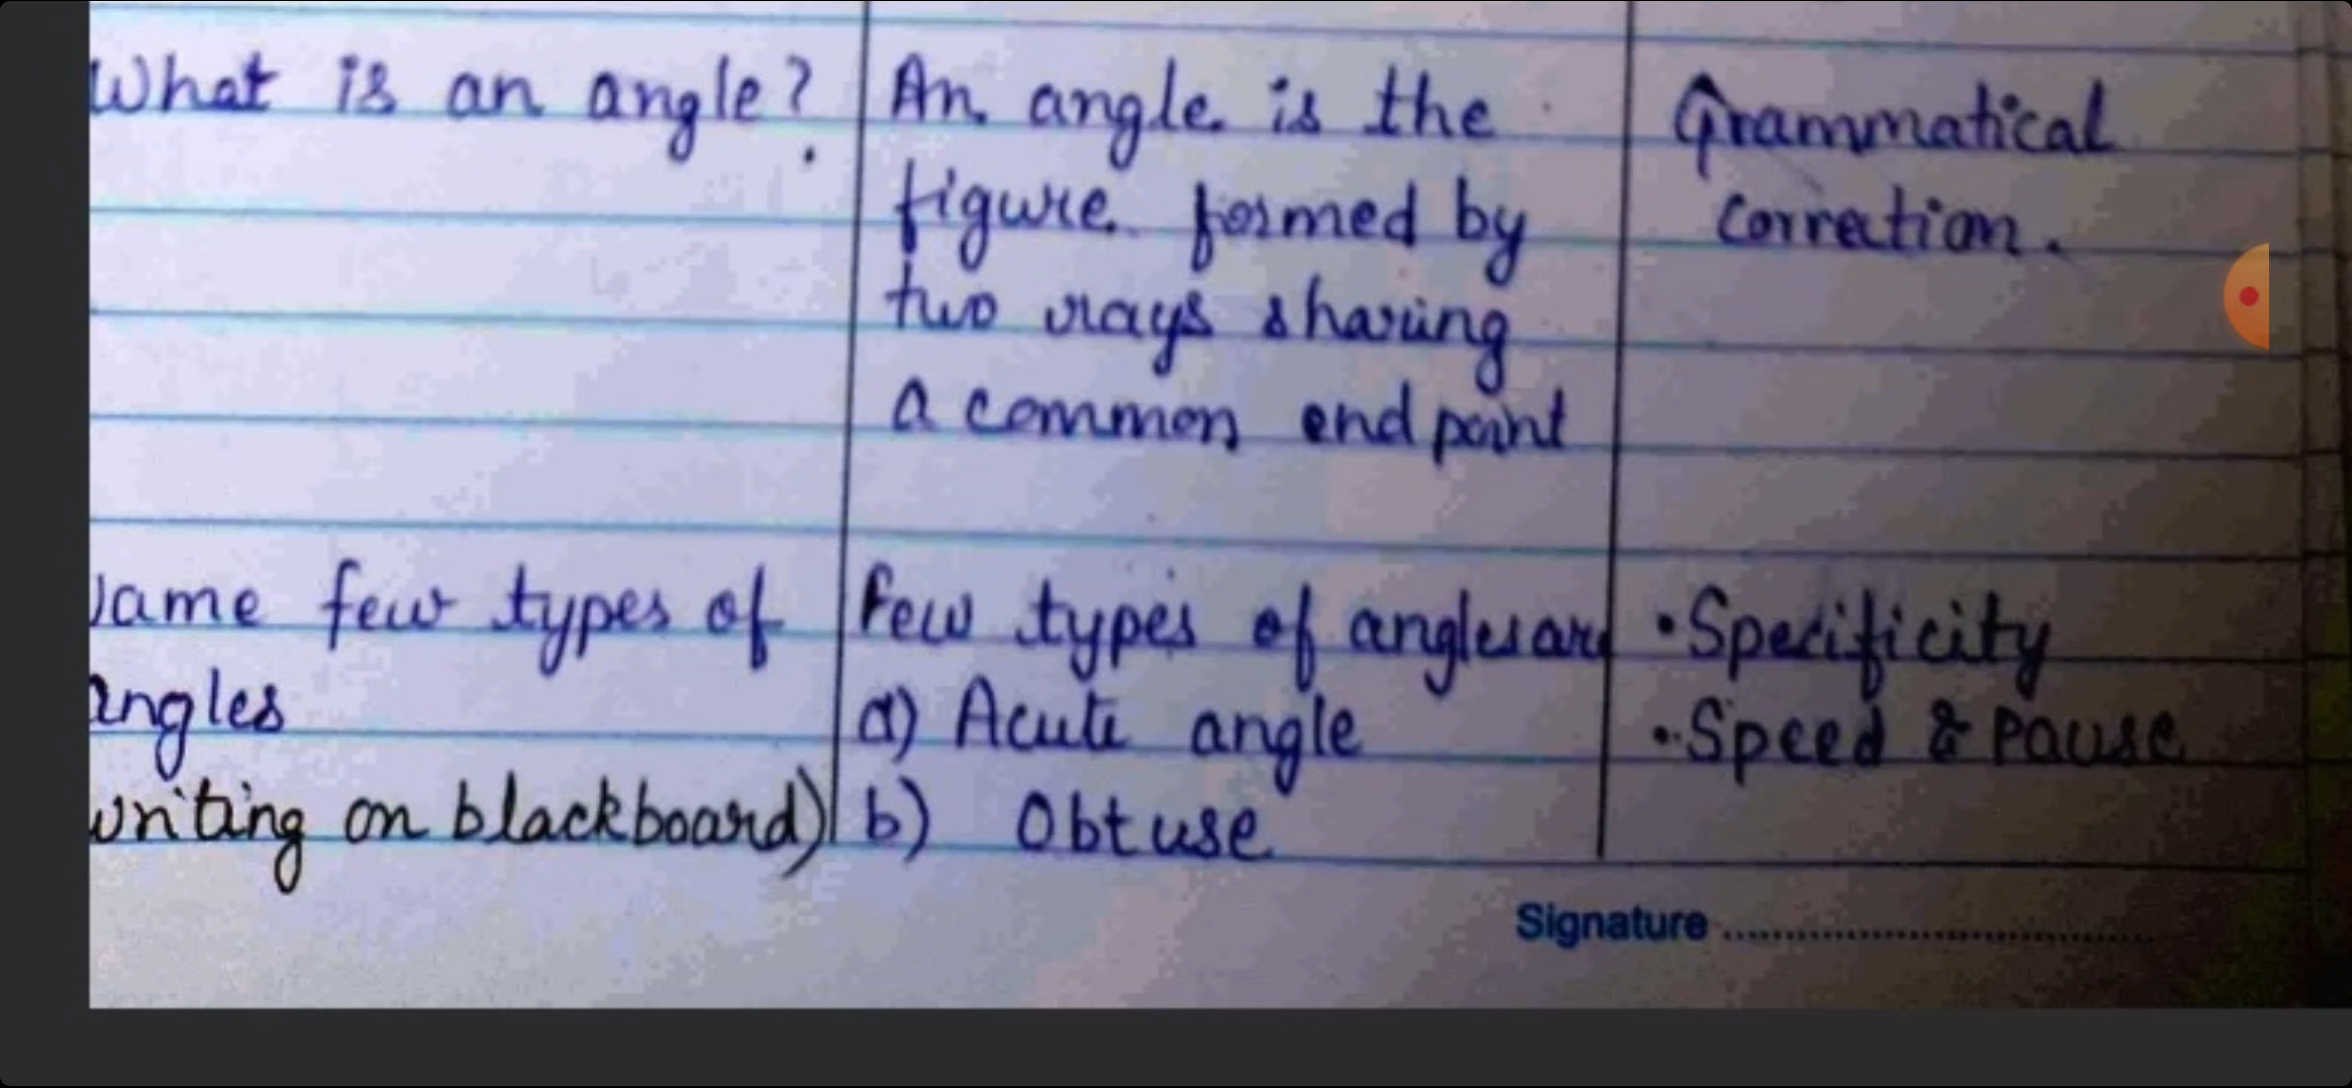 What is an angle?
An angle is the
figure formed by
two rays sharing
a common end point
Grammatical
Correction.
ame few types of
angles
writing on blackboard)
Few types of angles are
a) Acute angle
b) Obtuse
• Specificity
• Speed & Pause
Signature